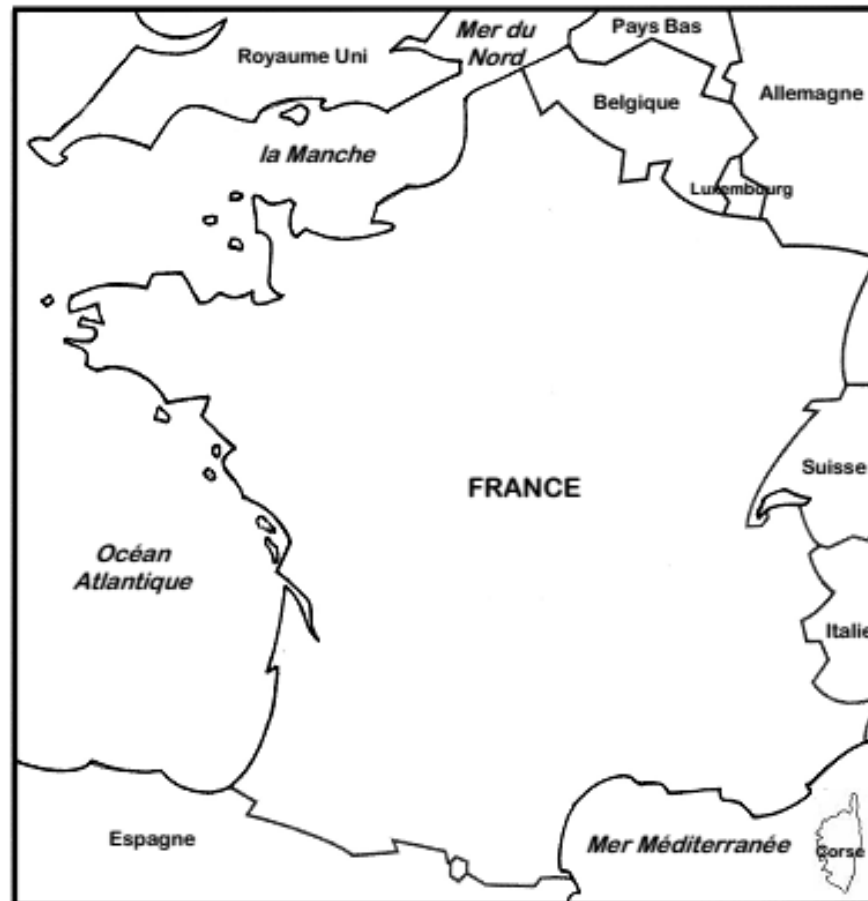 Mer du
Nord
Pays Bas
Royaume Uni
Belgique
Allemagne
la Manche
Luxembourg
Suisse
FRANCE
Océan
Atlantique
Italie
Espagne
Mer Méditerranée
Corse